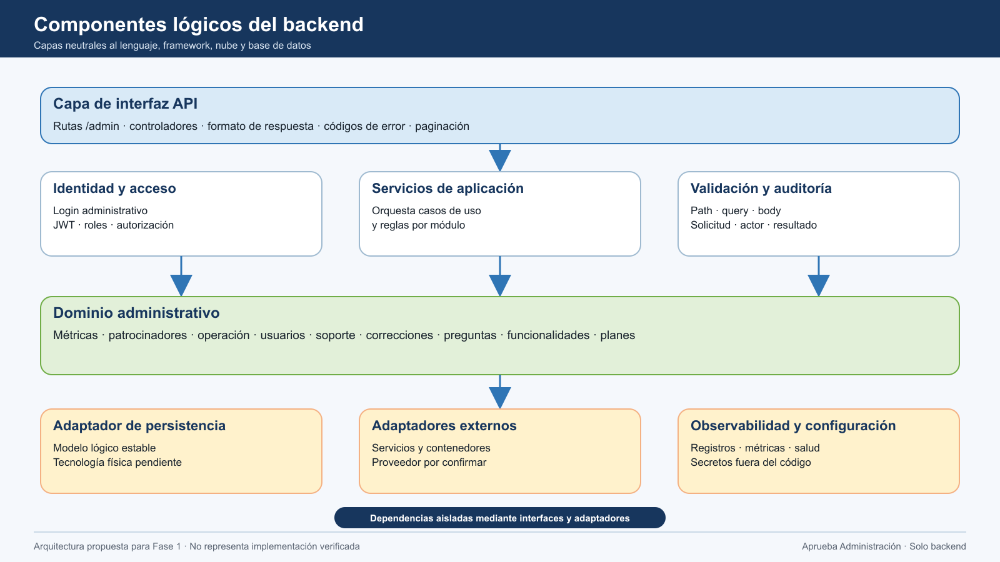 Componentes lógicos del backend
Capas neutrales al lenguaje, framework, nube y base de datos
Capa de interfaz API
Rutas /admin · controladores · formato de respuesta · códigos de error · paginación
Identidad y acceso
Login administrativo
JWT · roles · autorización
Servicios de aplicación
Orquesta casos de uso
y reglas por módulo
Validación y auditoría
Path · query · body
Solicitud · actor · resultado
Dominio administrativo
Métricas · patrocinadores · operación · usuarios · soporte · correcciones · preguntas · funcionalidades · planes
Adaptador de persistencia
Modelo lógico estable
Tecnología física pendiente
Adaptadores externos
Servicios y contenedores
Proveedor por confirmar
Observabilidad y configuración
Registros · métricas · salud
Secretos fuera del código
Dependencias aisladas mediante interfaces y adaptadores
Arquitectura propuesta para Fase 1 · No representa implementación verificada
Aprueba Administración · Solo backend